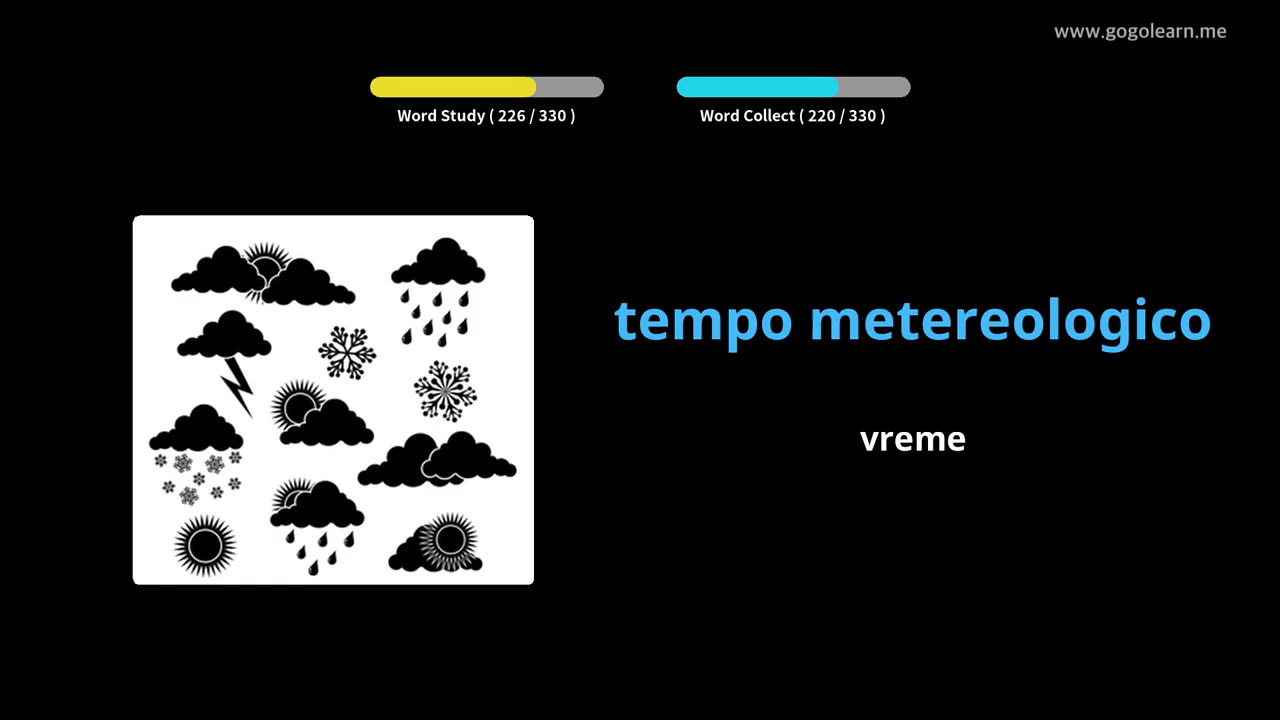 www.gogolearn.me
Word Study ( 226 / 330 )
Word Collect ( 220 / 330 )
tempo metereologico
vreme